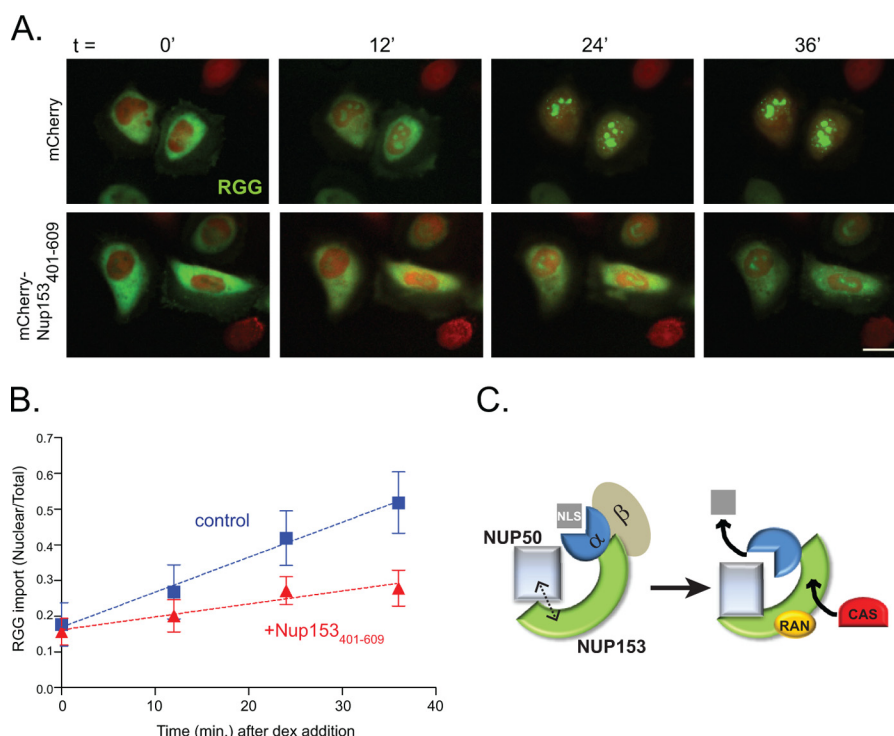 A.
t = 0' 12' 24' 36'
mCherry
RGG
mCherry-
Nup153401-609
B.
RGG import (Nuclear/Total)
0.7
0.6
0.5
0.4
0.3
0.2
0.1
0.0
control
+Nup153401-609
0 10 20 30 40
Time (min.) after dex addition
C.
NLS
β
α
NUP50
NUP153
RAN
CAS